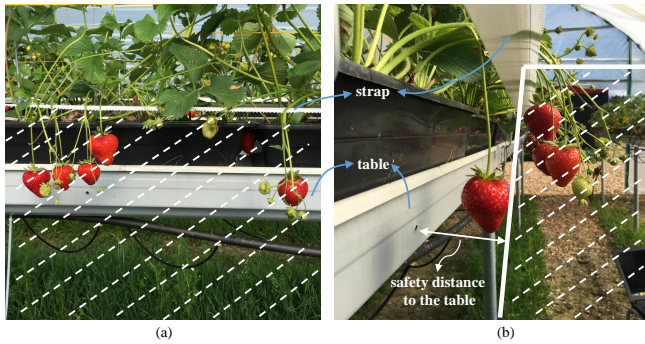 strap
table
safety distance
to the table
(a)
(b)